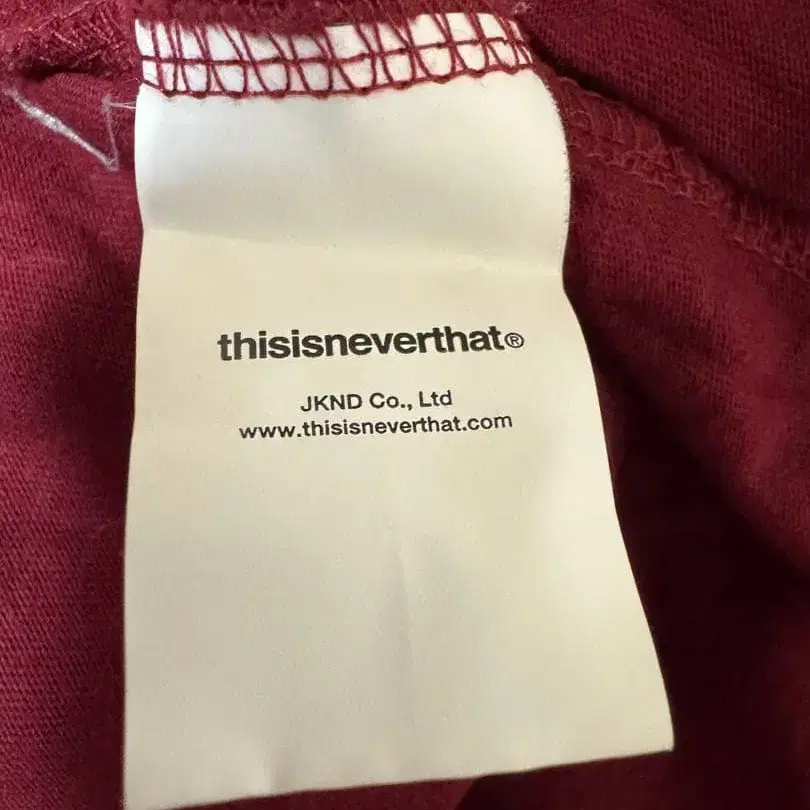 thisisneverthat®
JKND Co., Ltd
www.thisisneverthat.com